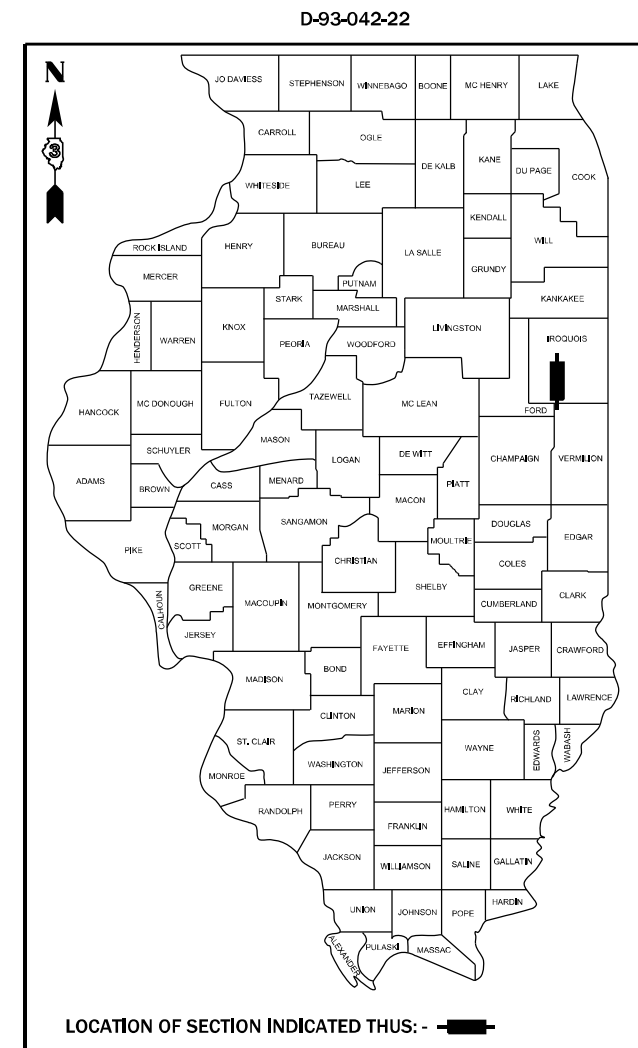 D-93-042-22
N
3
JO DAVIESS STEPHENSON WINNEBAGO BOONE MC HENRY LAKE
CARROLL OGLE DE KALB KANE DU PAGE COOK
WHITESIDE LEE
KENDALL
ROCK ISLAND HENRY BUREAU LA SALLE WILL
MERCER PUTNAM GRUNDY
STARK MARSHALL KANKAKEE
HENDERSON WARREN KNOX PEORIA WOODFORD LIVINGSTON IROQUOIS
HANCOCK MC DONOUGH FULTON TAZEWELL MC LEAN FORD
SCHUYLER MASON
ADAMS BROWN CASS MENARD LOGAN DE WITT PIATT CHAMPAIGN VERMILION
MACON
PIKE SCOTT MORGAN SANGAMON CHRISTIAN MOULTRIE DOUGLAS EDGAR
COLES
CALHOUN GREENE MACOUPIN MONTGOMERY SHELBY CUMBERLAND CLARK
JERSEY FAYETTE EFFINGHAM JASPER CRAWFORD
MADISON BOND
CLAY RICHLAND LAWRENCE
CLINTON MARION
ST. CLAIR WASHINGTON JEFFERSON WAYNE EDWARDS WABASH
MONROE
RANDOLPH PERRY HAMILTON WHITE
FRANKLIN
JACKSON WILLIAMSON SALINE GALLATIN
UNION JOHNSON POPE HARDIN
ALEXANDER PULASKI MASSAC
LOCATION OF SECTION INDICATED THUS: -